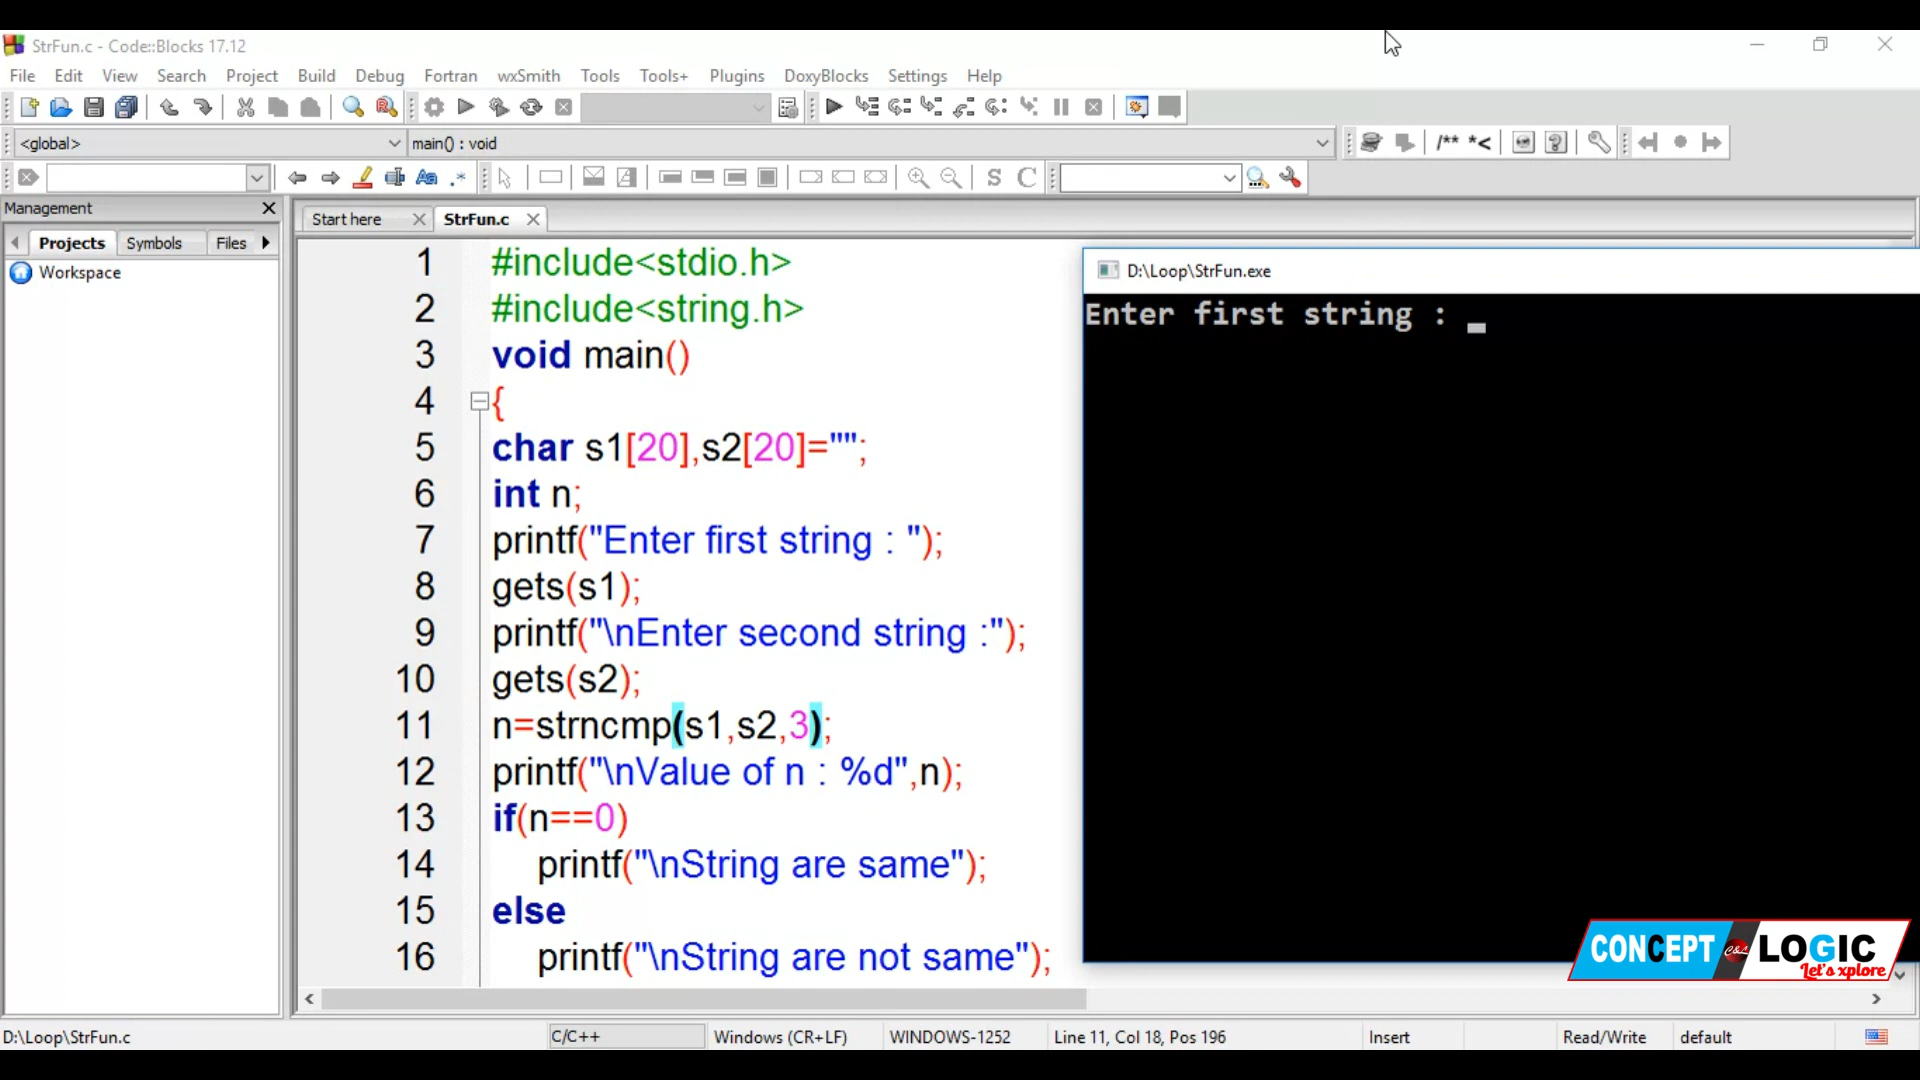 StrFun.c - Code::Blocks 17.12
File Edit View Search Project Build Debug Fortran wxSmith Tools Tools+ Plugins DoxyBlocks Settings Help
<global> main() : void
/** *<
S C
Management
Projects Symbols Files
Workspace
Start here StrFun.c
1 #include<stdio.h>
2 #include<string.h>
3 void main()
4 {
5 char s1[20],s2[20]="";
6 int n;
7 printf("Enter first string : ");
8 gets(s1);
9 printf("\nEnter second string :");
10 gets(s2);
11 n=strncmp(s1,s2,3);
12 printf("\nValue of n : %d",n);
13 if(n==0)
14 printf("\nString are same");
15 else
16 printf("\nString are not same");
D:\Loop\StrFun.exe
Enter first string : _
CONCEPT C&L LOGIC
Let's xplore
D:\Loop\StrFun.c C/C++ Windows (CR+LF) WINDOWS-1252 Line 11, Col 18, Pos 196 Insert Read/Write default